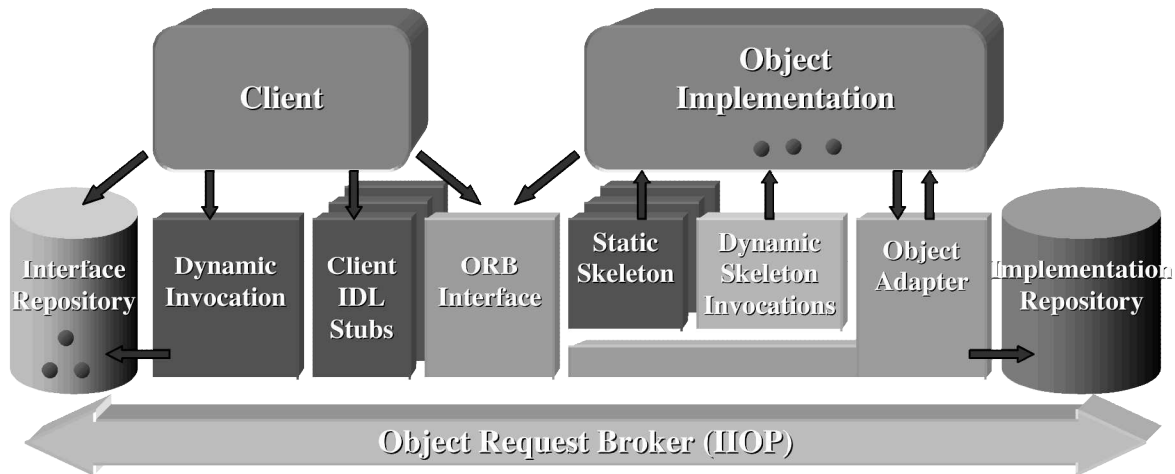 Client
Object
Implementation
Interface
Repository
Dynamic
Invocation
Client
IDL
Stubs
ORB
Interface
Static
Skeleton
Dynamic
Skeleton
Invocations
Object
Adapter
Implementation
Repository
Object Request Broker (IIOP)